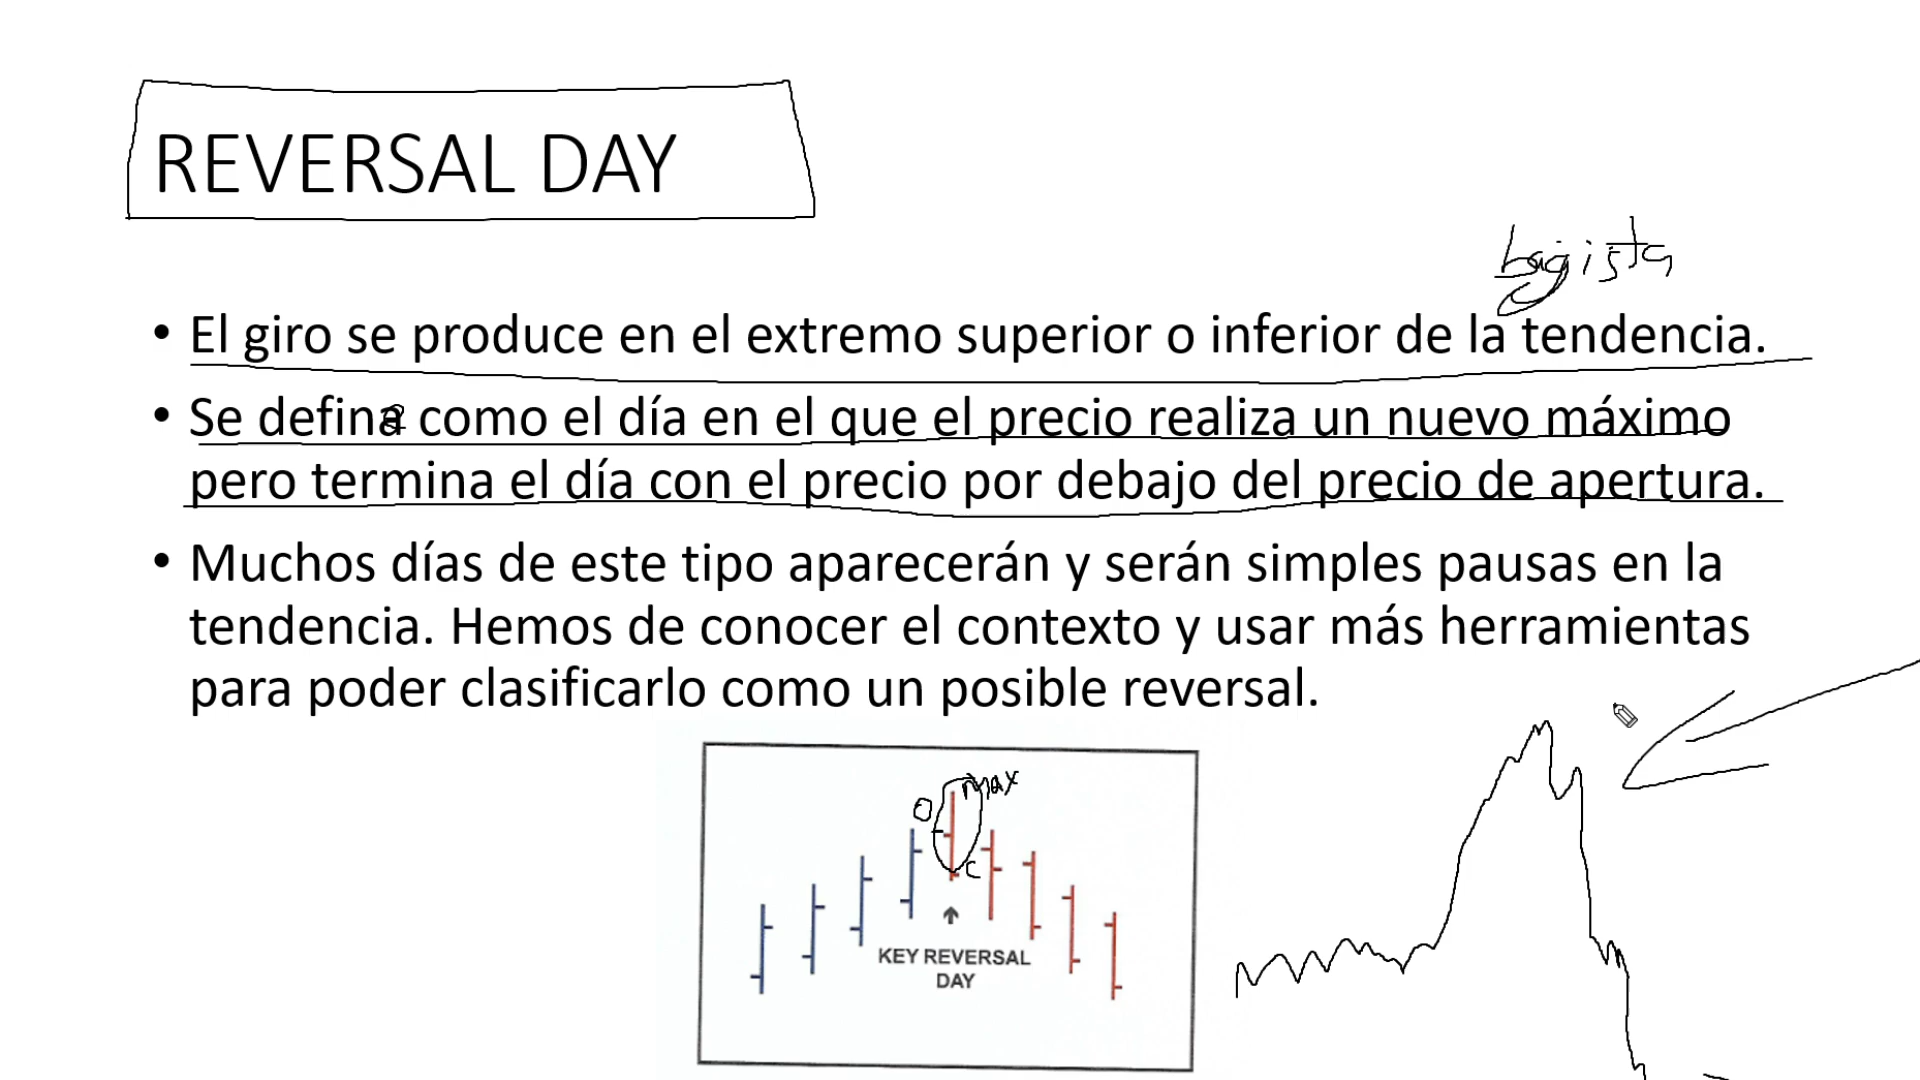 REVERSAL DAY
bajista
• El giro se produce en el extremo superior o inferior de la tendencia.
• Se defina como el día en el que el precio realiza un nuevo máximo
pero termina el día con el precio por debajo del precio de apertura.
• Muchos días de este tipo aparecerán y serán simples pausas en la
tendencia. Hemos de conocer el contexto y usar más herramientas
para poder clasificarlo como un posible reversal.
max
O
C
KEY REVERSAL
DAY